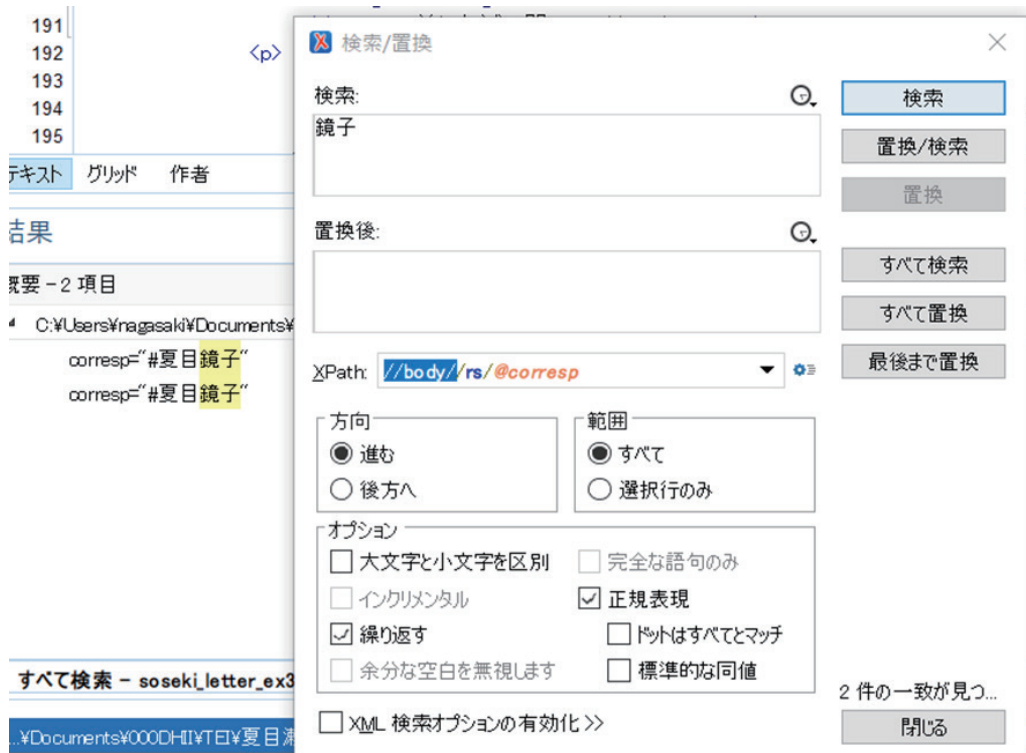 191
192 <p>
193
194
195
テキスト グリッド 作者
結果
概要 - 2 項目
C:¥Users¥nagasaki¥Documents¥
corresp="#夏目鏡子"
corresp="#夏目鏡子"
すべて検索 - soseki_letter_ex3
...¥Documents¥000DHII¥TEI¥夏目漱
検索/置換
検索:
鏡子
置換後:
XPath: //body//rs/@corresp
方向
進む
後方へ
範囲
すべて
選択行のみ
オプション
大文字と小文字を区別
完全な語句のみ
インクリメンタル
正規表現
繰り返す
ドットはすべてとマッチ
余分な空白を無視します
標準的な同値
XML 検索オプションの有効化 >>
検索
置換/検索
置換
すべて検索
すべて置換
最後まで置換
2 件の一致が見つ...
閉じる